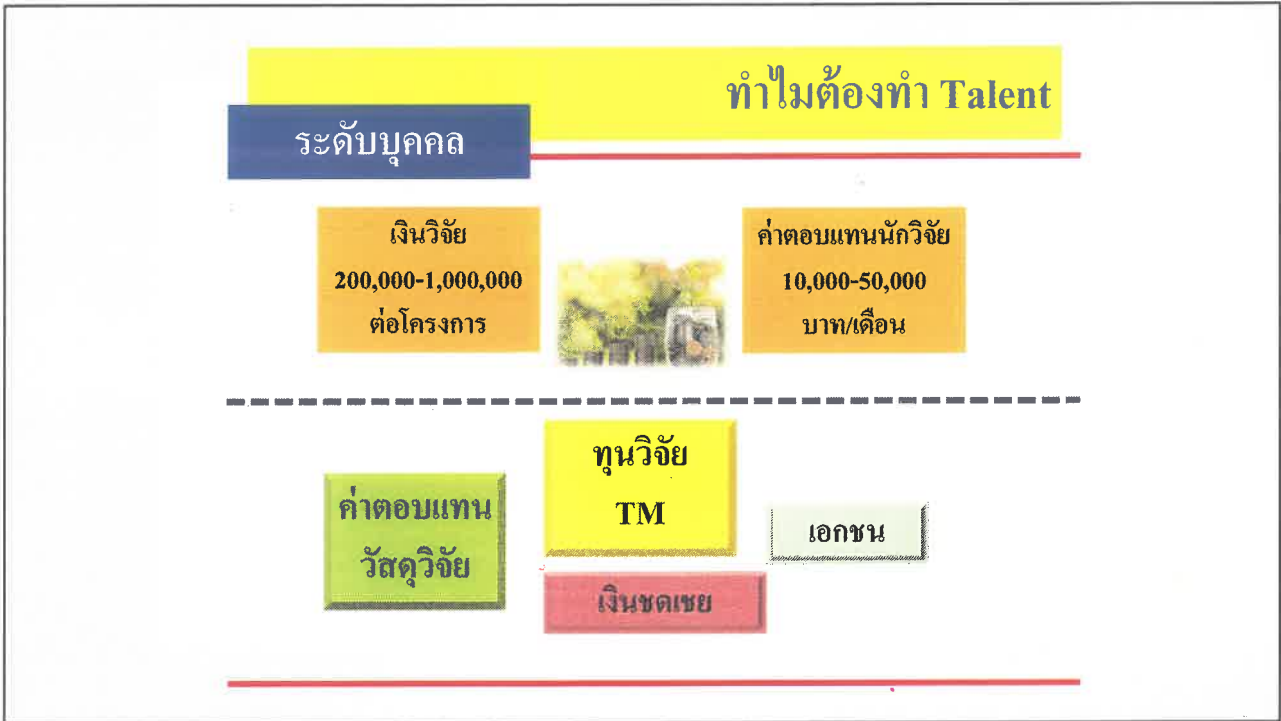 ทำไมต้องทำ Talent
ระดับบุคคล
เงินวิจัย
200,000-1,000,000
ต่อโครงการ
ค่าตอบแทนนักวิจัย
10,000-50,000
บาท/เดือน
ค่าตอบแทน
วัสดุวิจัย
ทุนวิจัย
TM
เงินชดเชย
เอกชน